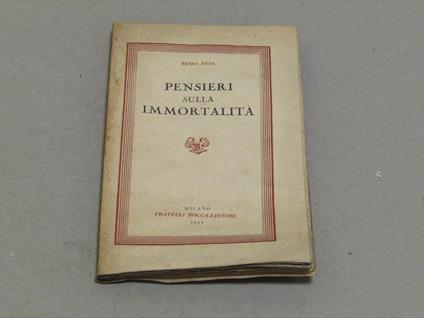 REMO FEDI
PENSIERI
SULLA
IMMORTALITÀ
MILANO
FRATELLI BOCCA-EDITORI